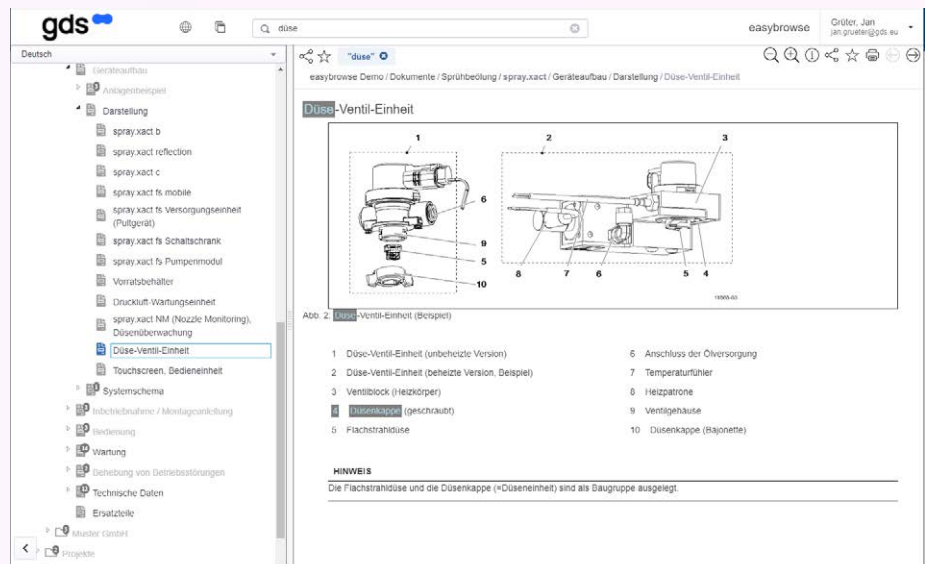 gds
düse
easybrowse
Grüter, Jan
jan.grueter@gds.eu
Deutsch
Geräteaufbau
Anlagenbeispiel
Darstellung
spray.xact b
spray.xact reflection
spray.xact c
spray.xact fs mobile
spray.xact fs Versorgungseinheit
(Pultgerät)
spray.xact fs Schaltschrank
spray.xact fs Pumpenmodul
Vorratsbehälter
Druckluft-Wartungseinheit
spray.xact NM (Nozzle Monitoring),
Düsenüberwachung
Düse-Ventil-Einheit
Touchscreen, Bedieneinheit
Systemschema
Inbetriebnahme / Montageanleitung
Bedienung
Wartung
Behebung von Betriebsstörungen
Technische Daten
Ersatzteile
Muster GmbH
Projekte
"düse"
easybrowse Demo / Dokumente / Sprühbeölung / spray.xact / Geräteaufbau / Darstellung / Düse-Ventil-Einheit
Düse-Ventil-Einheit
1 2 3
6
9
5
10
8 7 6 5 4
Abb. 2: Düse-Ventil-Einheit (Beispiel)
1 Düse-Ventil-Einheit (unbeheizte Version)
2 Düse-Ventil-Einheit (beheizte Version, Beispiel)
3 Ventilblock (Heizkörper)
4 Düsenkappe (geschraubt)
5 Flachstrahldüse
6 Anschluss der Ölversorgung
7 Temperaturfühler
8 Heizpatrone
9 Ventilgehäuse
10 Düsenkappe (Bajonette)
HINWEIS
Die Flachstrahldüse und die Düsenkappe (=Düseneinheit) sind als Baugruppe ausgelegt.